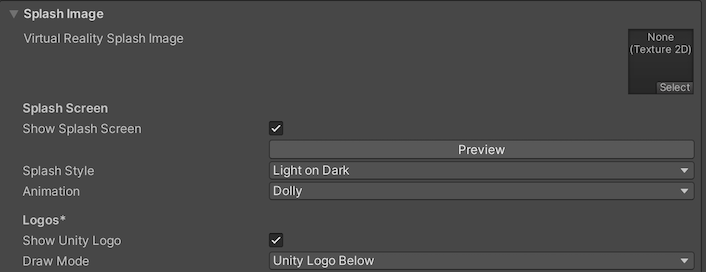 Splash Image
Virtual Reality Splash Image
None
(Texture 2D)
Select
Splash Screen
Show Splash Screen
Preview
Splash Style Light on Dark
Animation Dolly
Logos*
Show Unity Logo
Draw Mode Unity Logo Below